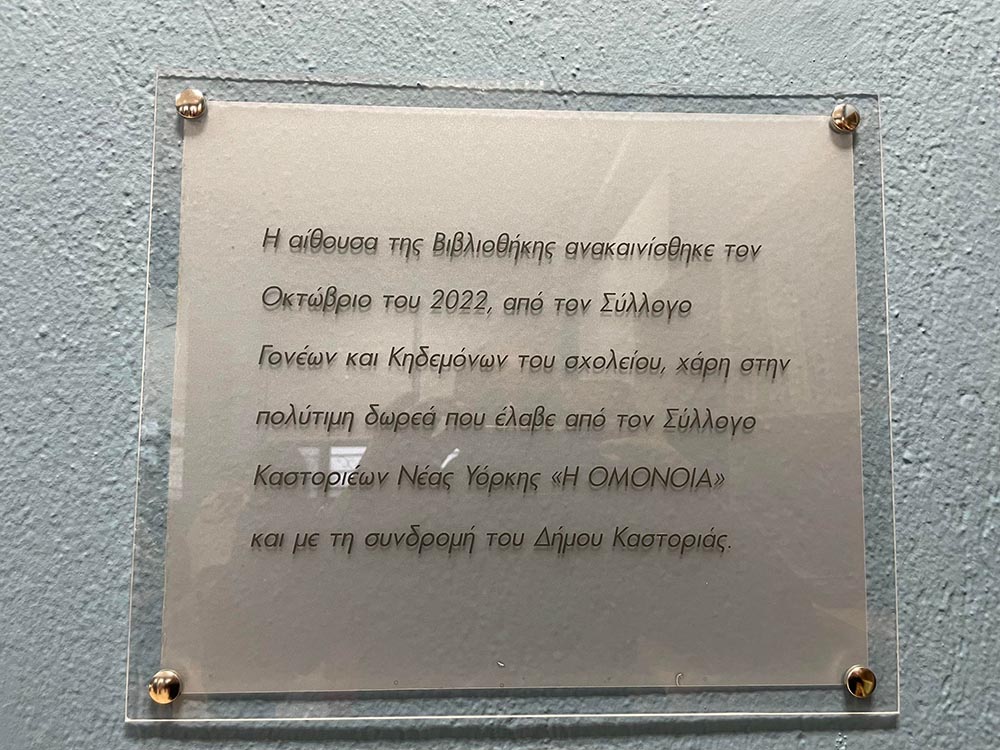 Η αίθουσα της Βιβλιοθήκης ανακαινίσθηκε τον
Οκτώβριο του 2022, από τον Σύλλογο
Γονέων και Κηδεμόνων του σχολείου, χάρη στην
πολύτιμη δωρεά που έλαβε από τον Σύλλογο
Καστοριέων Νέας Υόρκης «Η ΟΜΟΝΟΙΑ»
και με τη συνδρομή του Δήμου Καστοριάς.